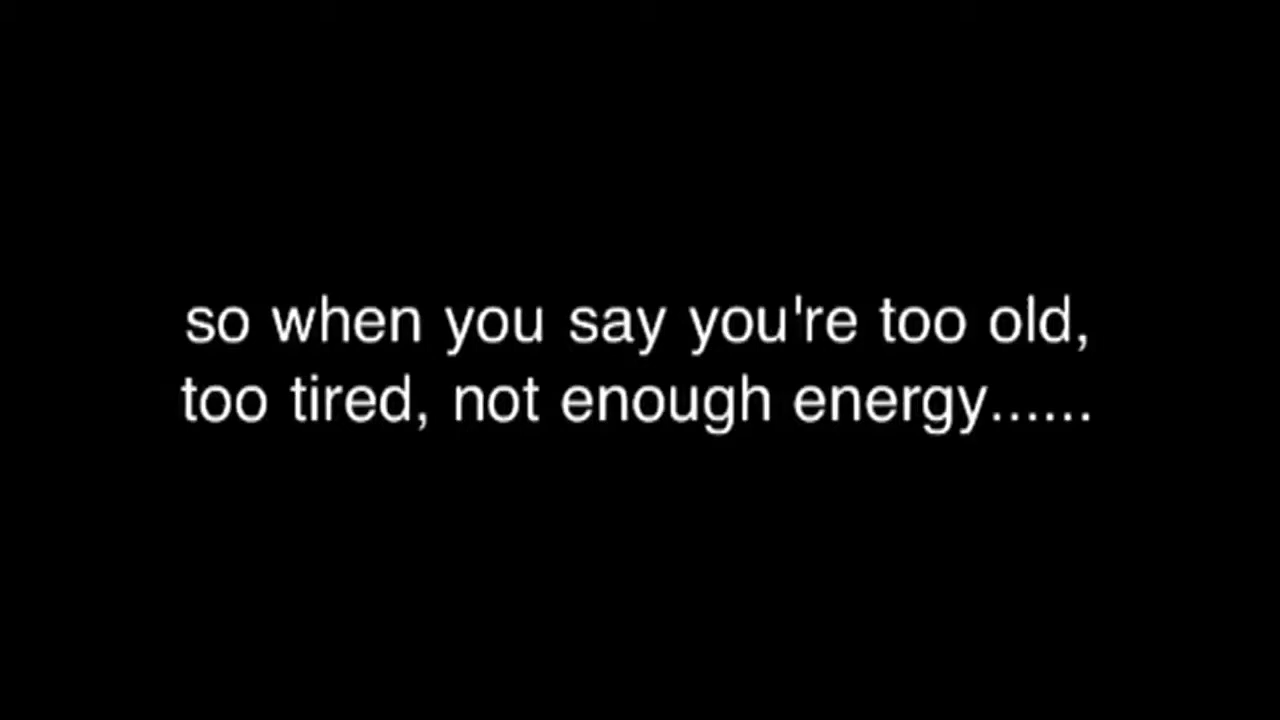 so when you say you're too old,
too tired, not enough energy......